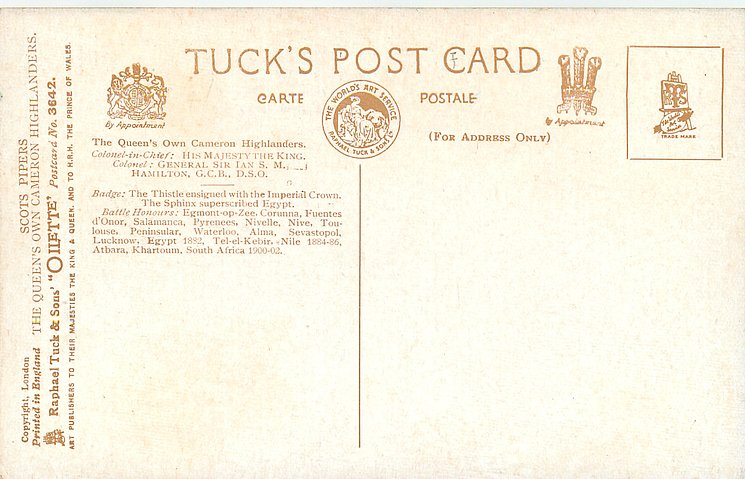 TUCK'S POST CARD
CARTE POSTALE
(FOR ADDRESS ONLY)
By Appointment
THE WORLD'S ART SERVICE
RAPHAEL TUCK & SONS LD
By Appointment
TRADE MARK
The Queen's Own Cameron Highlanders.
Colonel-in-Chief: HIS MAJESTY THE KING.
Colonel: GENERAL SIR IAN S. M.
HAMILTON, G.C.B., D.S.O.
Badge: The Thistle ensigned with the Imperial Crown.
The Sphinx superscribed Egypt.
Battle Honours: Egmont-op-Zee, Corunna, Fuentes
d'Onor, Salamanca, Pyrenees, Nivelle, Nive, Tou-
louse, Peninsular, Waterloo, Alma, Sevastopol,
Lucknow, Egypt 1882, Tel-el-Kebir, Nile 1884-86,
Atbara, Khartoum, South Africa 1900-02.
Copyright, London
SCOTS PIPERS
Printed in England THE QUEEN'S OWN CAMERON HIGHLANDERS.
Raphael Tuck & Sons' "OILETTE" Postcard No. 3642.
ART PUBLISHERS TO THEIR MAJESTIES THE KING & QUEEN, AND TO H.R.H. THE PRINCE OF WALES.